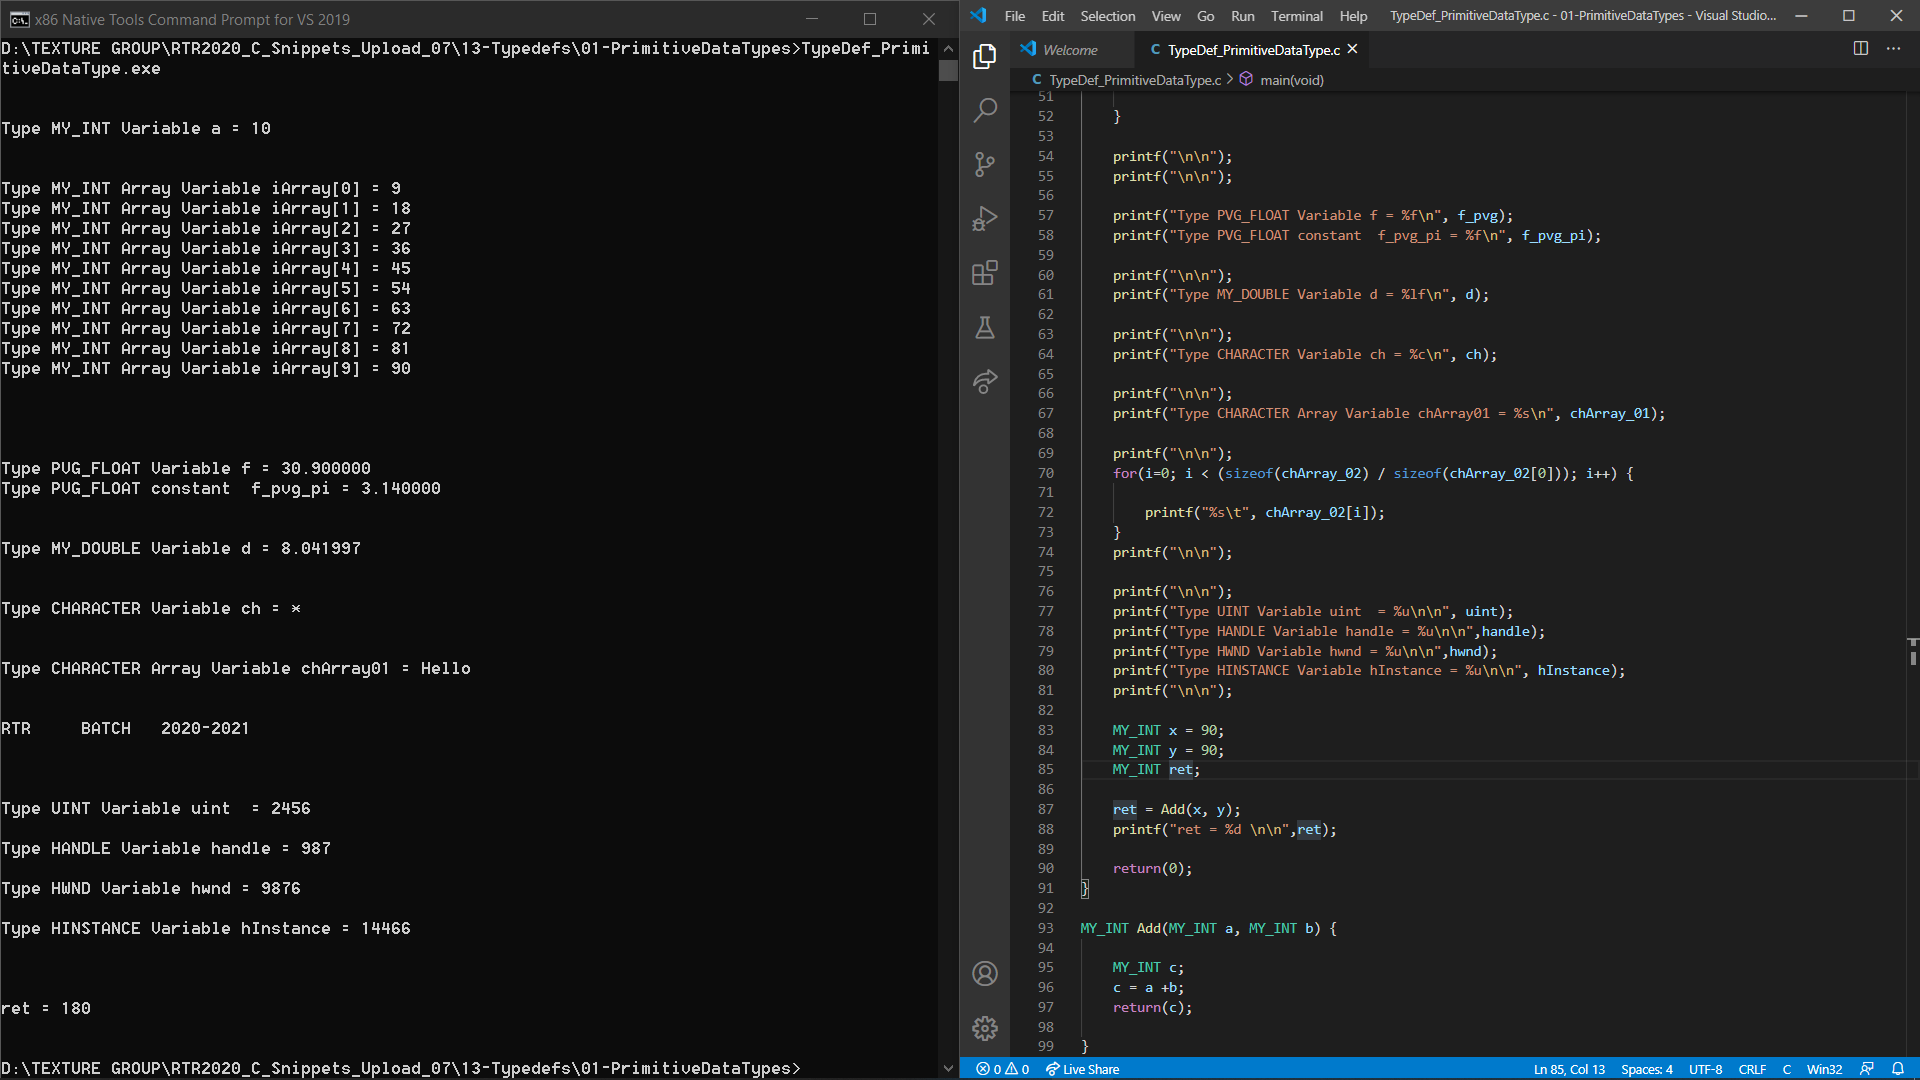 x86 Native Tools Command Prompt for VS 2019
D:\TEXTURE GROUP\RTR2020_C_Snippets_Upload_07\13-Typedefs\01-PrimitiveDataTypes>TypeDef_Primi
tiveDataType.exe
Type MY_INT Variable a = 10
Type MY_INT Array Variable iArray[0] = 9
Type MY_INT Array Variable iArray[1] = 18
Type MY_INT Array Variable iArray[2] = 27
Type MY_INT Array Variable iArray[3] = 36
Type MY_INT Array Variable iArray[4] = 45
Type MY_INT Array Variable iArray[5] = 54
Type MY_INT Array Variable iArray[6] = 63
Type MY_INT Array Variable iArray[7] = 72
Type MY_INT Array Variable iArray[8] = 81
Type MY_INT Array Variable iArray[9] = 90
Type PVG_FLOAT Variable f = 30.900000
Type PVG_FLOAT constant  f_pvg_pi = 3.140000
Type MY_DOUBLE Variable d = 8.041997
Type CHARACTER Variable ch = *
Type CHARACTER Array Variable chArray01 = Hello
RTR     BATCH   2020-2021
Type UINT Variable uint  = 2456
Type HANDLE Variable handle = 987
Type HWND Variable hwnd = 9876
Type HINSTANCE Variable hInstance = 14466
ret = 180
D:\TEXTURE GROUP\RTR2020_C_Snippets_Upload_07\13-Typedefs\01-PrimitiveDataTypes>
File Edit Selection View Go Run Terminal Help TypeDef_PrimitiveDataType.c - 01-PrimitiveDataTypes - Visual Studio...
Welcome C TypeDef_PrimitiveDataType.c
C TypeDef_PrimitiveDataType.c > main(void)
51
52 }
53
54 printf("\n\n");
55 printf("\n\n");
56
57 printf("Type PVG_FLOAT Variable f = %f\n", f_pvg);
58 printf("Type PVG_FLOAT constant  f_pvg_pi = %f\n", f_pvg_pi);
59
60 printf("\n\n");
61 printf("Type MY_DOUBLE Variable d = %lf\n", d);
62
63 printf("\n\n");
64 printf("Type CHARACTER Variable ch = %c\n", ch);
65
66 printf("\n\n");
67 printf("Type CHARACTER Array Variable chArray01 = %s\n", chArray_01);
68
69 printf("\n\n");
70 for(i=0; i < (sizeof(chArray_02) / sizeof(chArray_02[0])); i++) {
71
72 printf("%s\t", chArray_02[i]);
73 }
74 printf("\n\n");
75
76 printf("\n\n");
77 printf("Type UINT Variable uint  = %u\n\n", uint);
78 printf("Type HANDLE Variable handle = %u\n\n",handle);
79 printf("Type HWND Variable hwnd = %u\n\n",hwnd);
80 printf("Type HINSTANCE Variable hInstance = %u\n\n", hInstance);
81 printf("\n\n");
82
83 MY_INT x = 90;
84 MY_INT y = 90;
85 MY_INT ret;
86
87 ret = Add(x, y);
88 printf("ret = %d \n\n",ret);
89
90 return(0);
91 }
92
93 MY_INT Add(MY_INT a, MY_INT b) {
94
95 MY_INT c;
96 c = a +b;
97 return(c);
98
99 }
0 0 Live Share Ln 85, Col 13 Spaces: 4 UTF-8 CRLF C Win32